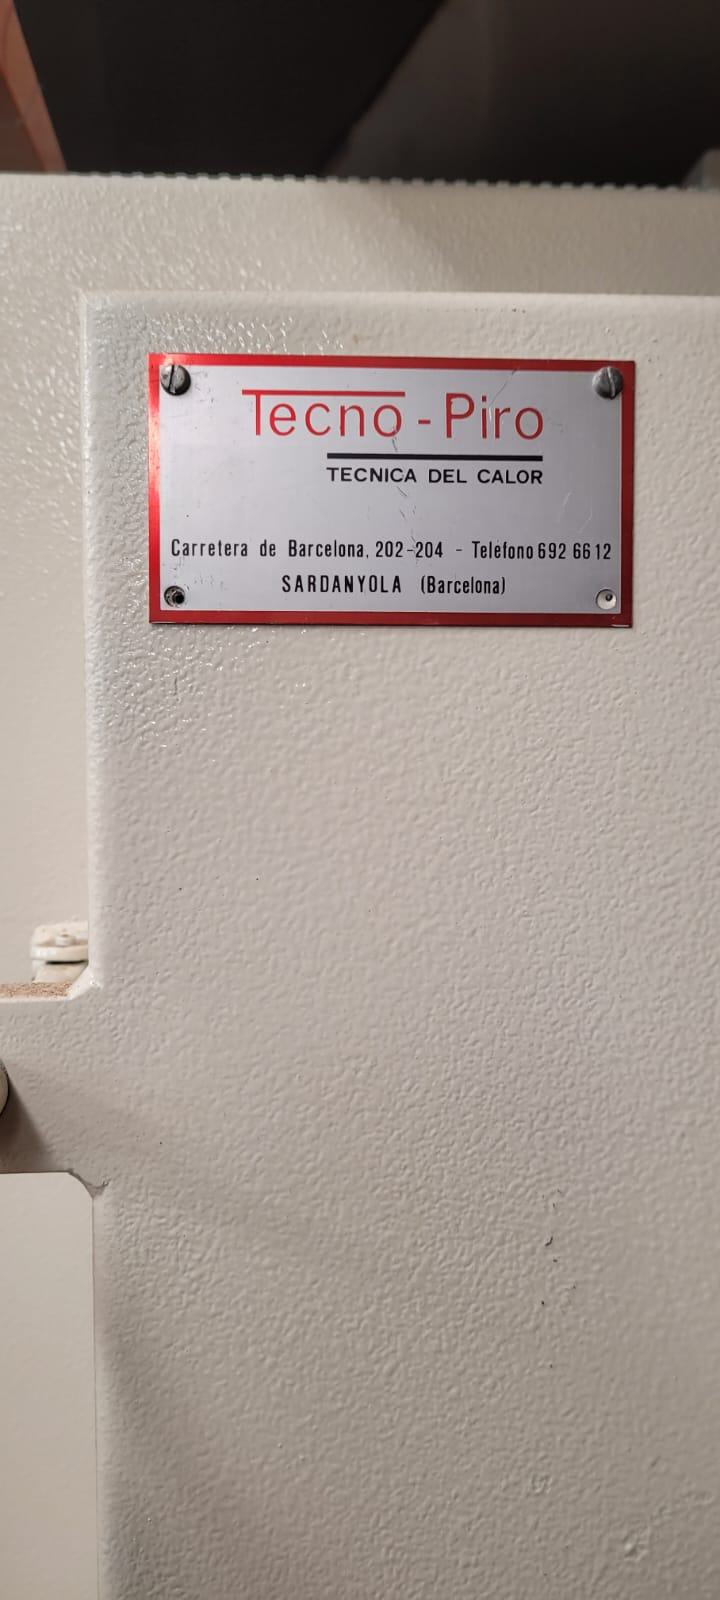 Tecno - Piro
TECNICA DEL CALOR
Carretera de Barcelona, 202-204 - Teléfono 692 66 12
SARDANYOLA (Barcelona)